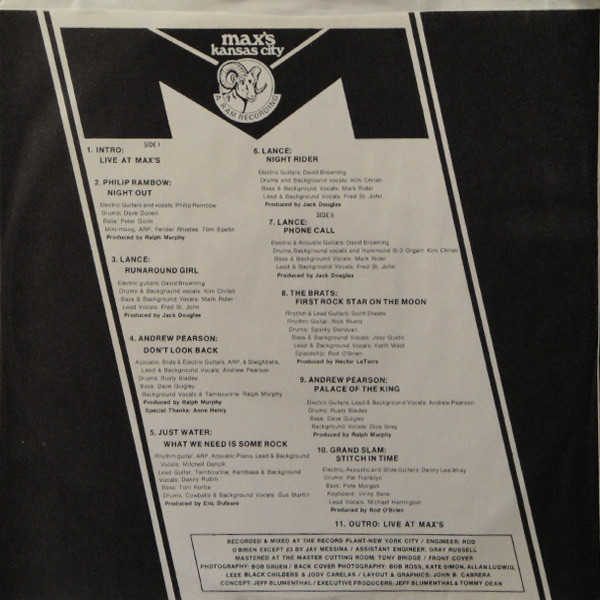 max's
kansas city
A RAM RECORDING
SIDE I
1. INTRO:
LIVE AT MAX'S
2. PHILIP RAMBOW:
NIGHT OUT
Electric Guitars and vocals: Philip Rambow
Drums: Dave
Bass: Peter
Mini-moog, ARP, Fender Rhodes: Tom
Produced by Ralph Murphy
3. LANCE:
RUNAROUND GIRL
Electric guitars: David Browning
Drums & Background vocals: Kim Christi
Bass & Background Vocals: Mark Rider
Lead Vocals: Fred St. John
Produced by Jack Douglas
4. ANDREW PEARSON:
DON'T LOOK BACK
Acoustic, Slide & Electric Guitars, ARP, & Sleighbells,
Lead & Background Vocals: Andrew Pearson
Drums: Rusty Blades
Bass: Dave Quigley
Background Vocals & Tambourine: Ralph Murphy
Produced by Ralph Murphy
Special Thanks: Anne
5. JUST WATER:
WHAT WE NEED IS SOME ROCK
Rhythm guitar, ARP, Acoustic Piano, Lead & Background
Vocals: Mitchell Dancik
Lead Guitar, Tambourine, Kambasa & Background
Vocals: Danny Rubin
Bass: Tom Korba
Drums, Cowbells & Background Vocals: Gus Martin
Produced by Eric Dufaure
6. LANCE:
NIGHT RIDER
Electric Guitars: David Browning
Drums and Background vocals: Kim Christi
Bass & Background Vocals: Mark Rider
Lead & Background Vocals: Fred St. John
Produced by Jack Douglas
SIDE II
7. LANCE:
PHONE CALL
Electric & Acoustic Guitars: David Browning
Drums, Background vocals and Hammond B-3 Organ: Kim Christi
Bass & Background Vocals: Mark Rider
Lead & Background Vocals: Fred St. John
Produced by Jack Douglas
8. THE BRATS:
FIRST ROCK STAR ON THE MOON
Rhythm & Lead Guitars: Scott Sheets
Rhythm Guitar: Rick Rivets
Drums: Sparky Donovan
Bass & Background Vocals: Joey Guido
Lead & Background Vocals: Keith West
Spaceship: Rod O'Brien
Produced by Hector LaTorre
9. ANDREW PEARSON:
PALACE OF THE KING
Electric Guitars, Lead & Background Vocals: Andrew Pearson
Drums: Rusty Blades
Bass: Dave Quigley
Background Vocals: Grey
Produced by Ralph Murphy
10. GRAND SLAM:
STITCH IN TIME
Electric, Acoustic and Slide Guitars: Danny Lee Wray
Drums: Pat Franklyn
Bass: Pete Morgan
Keyboard: Vinny
Lead Vocals: Michael Harrington
Produced by Rod O'Brien
11. OUTRO: LIVE AT MAX'S
RECORDED & MIXED AT THE RECORD PLANT-NEW YORK CITY / ENGINEER: ROD
O'BRIEN EXCEPT #3 BY JAY MESSINA / ASSISTANT ENGINEER: GRAY RUSSELL
MASTERED AT THE MASTER CUTTING ROOM: TONY BRIDGE / FRONT COVER
PHOTOGRAPHY: BOB GRUEN / BACK COVER PHOTOGRAPHY: BOB ROSS, KATE SIMON, ALLAN LUDWIG,
LEEE BLACK CHILDERS & JODY CARELAS / LAYOUT & GRAPHICS: JOHN B. CABRERA
CONCEPT: JEFF BLUMENTHAL / EXECUTIVE PRODUCERS: JEFF BLUMENTHAL & TOMMY DEAN